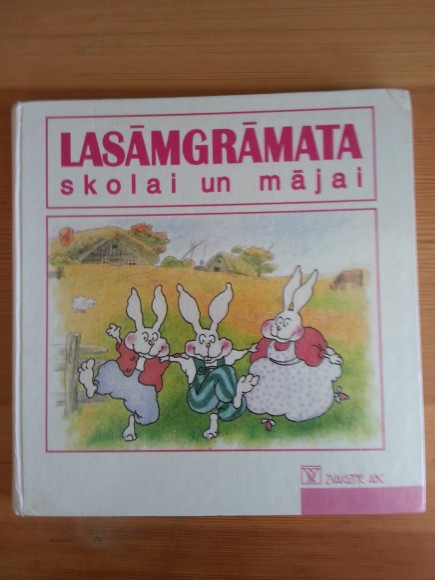 LASĀMGRĀMATA
skolai un mājai
ZVAIGZNE ABC